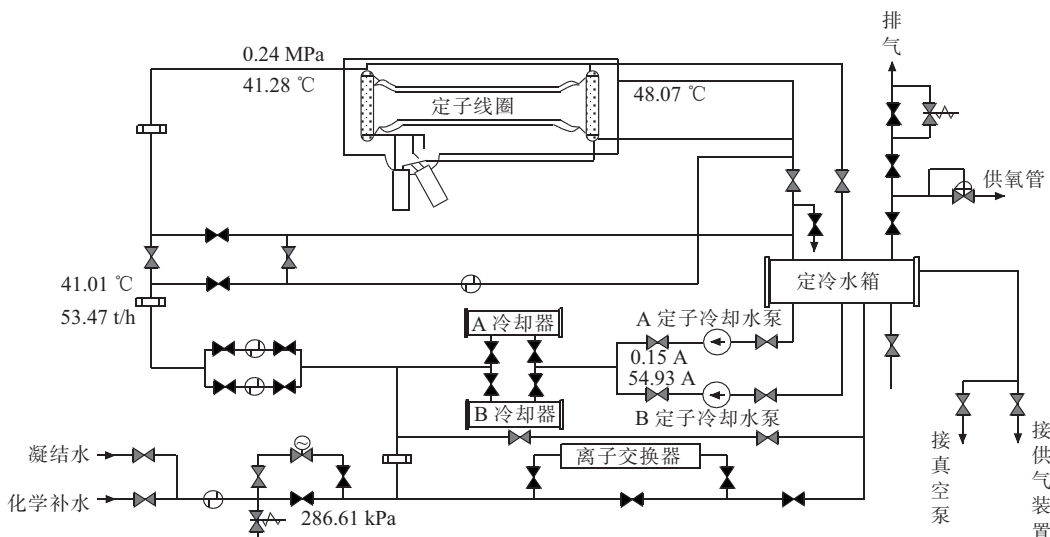 排气
0.24 MPa
41.28 ℃
定子线圈
48.07 ℃
供氧管
41.01 ℃
53.47 t/h
定冷水箱
A 冷却器
A 定子冷却水泵
0.15 A
54.93 A
B 冷却器
B 定子冷却水泵
凝结水
离子交换器
化学补水
286.61 kPa
接真空泵
接供气装置